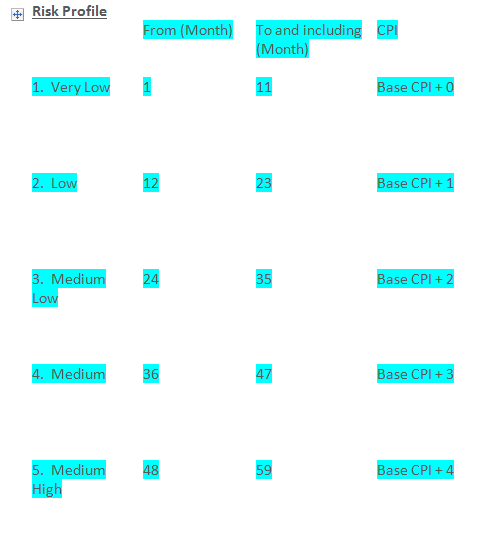 Risk Profile
From (Month) To and including CPI
(Month)
1. Very Low 1 11 Base CPI + 0
2. Low 12 23 Base CPI + 1
3. Medium 24 35 Base CPI + 2
Low
4. Medium 36 47 Base CPI + 3
5. Medium 48 59 Base CPI + 4
High